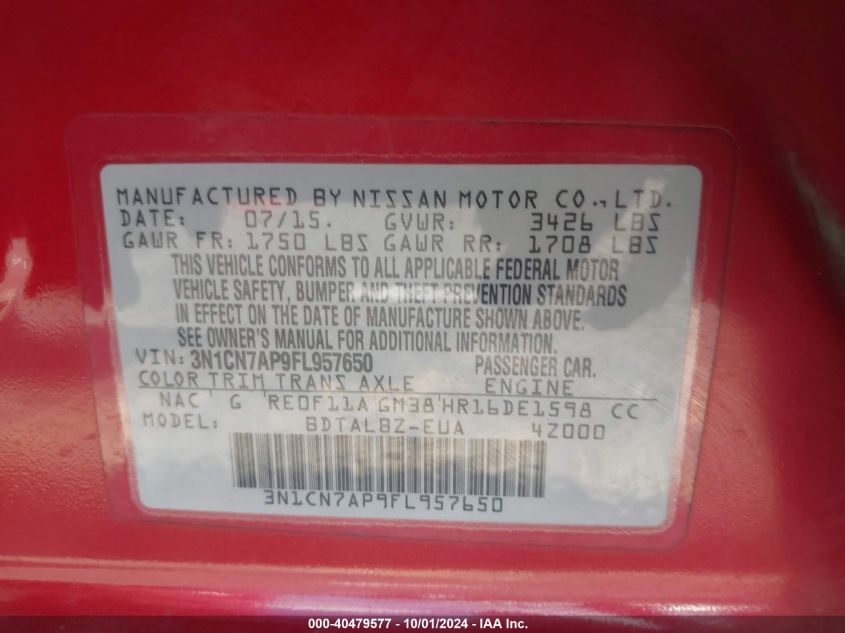 MANUFACTURED BY NISSAN MOTOR CO., LTD.
DATE: 07/15. GVWR: 3426 LBS
GAWR FR: 1750 LBS GAWR RR: 1708 LBS
THIS VEHICLE CONFORMS TO ALL APPLICABLE FEDERAL MOTOR
VEHICLE SAFETY, BUMPER AND THEFT PREVENTION STANDARDS
IN EFFECT ON THE DATE OF MANUFACTURE SHOWN ABOVE.
SEE OWNER'S MANUAL FOR ADDITIONAL INFORMATION.
VIN: 3N1CN7AP9FL957650 PASSENGER CAR.
COLOR TRIM TRANS AXLE ENGINE
NAC' G 'RE0F11A GM38'HR16DE1598 CC
MODEL: BDTALBZ-EUA 4Z000
3N1CN7AP9FL957650
000-40479577 - 10/01/2024 - IAA Inc.